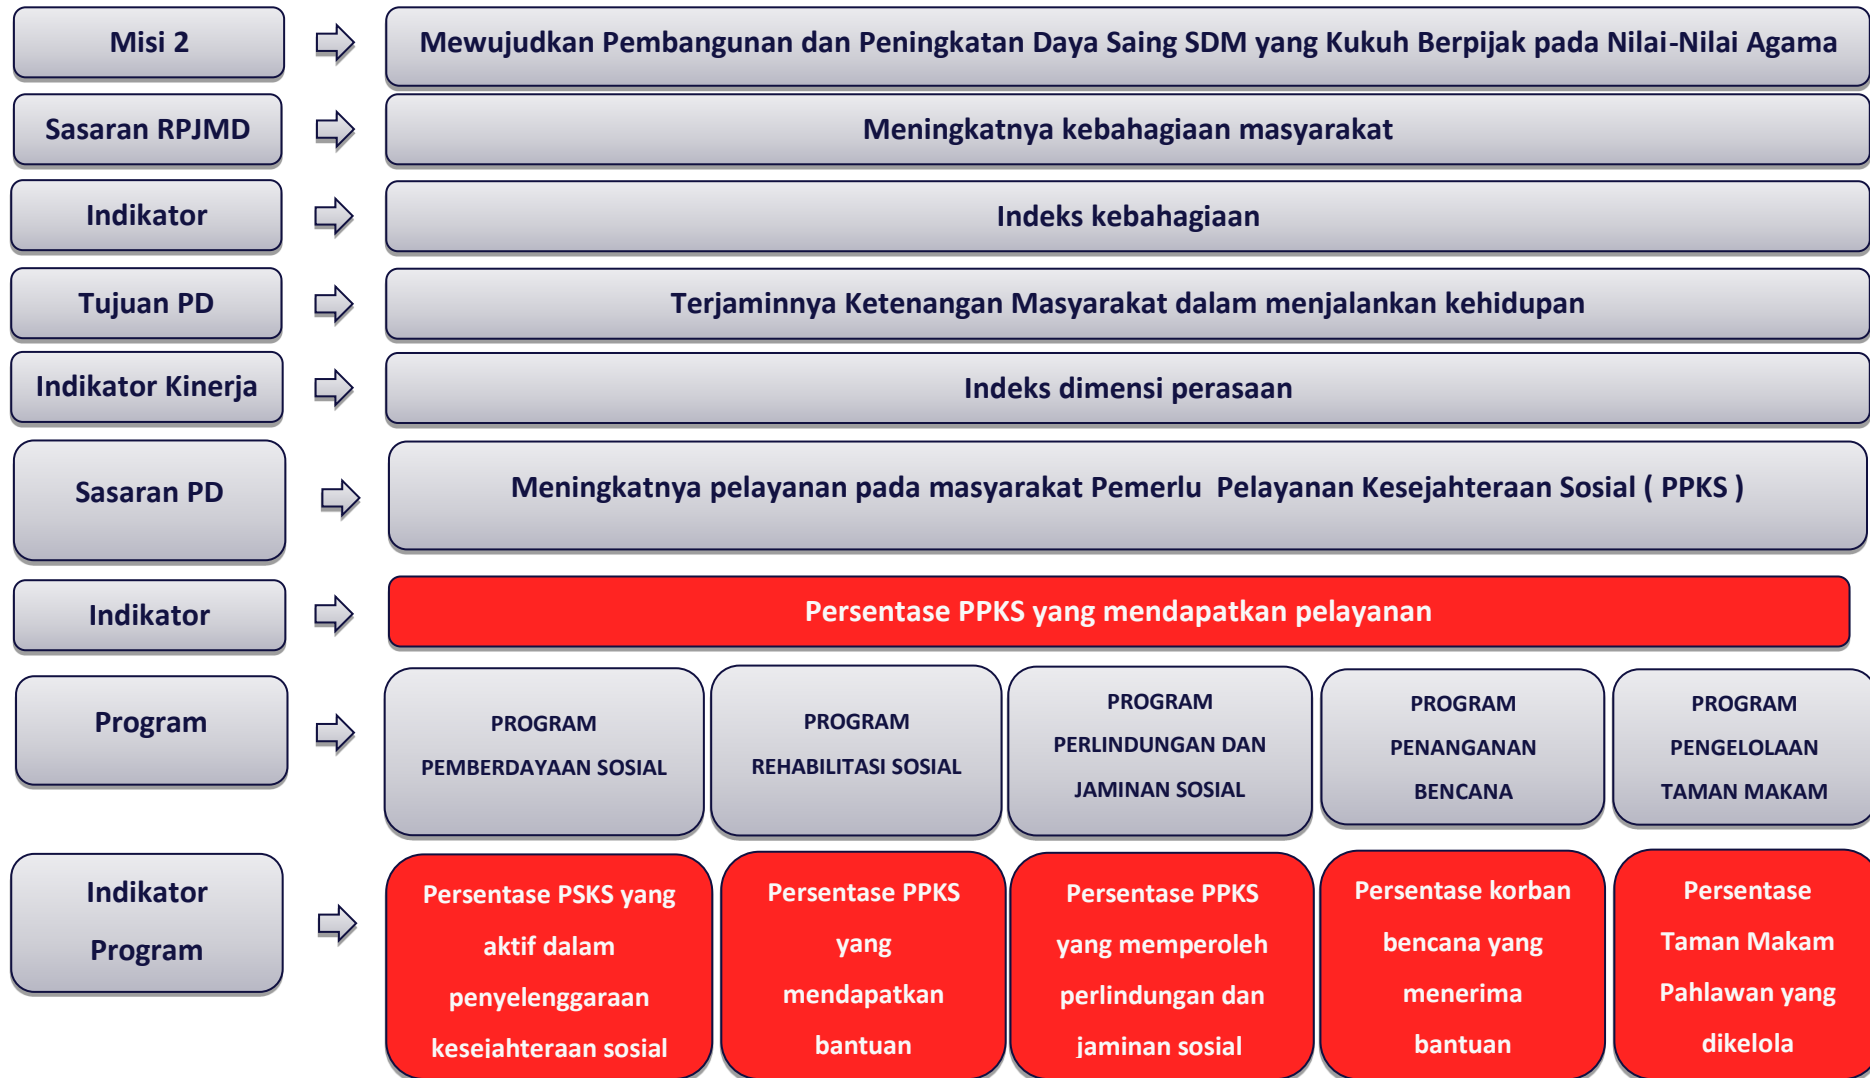 Misi 2
Mewujudkan Pembangunan dan Peningkatan Daya Saing SDM yang Kukuh Berpijak pada Nilai-Nilai Agama
Sasaran RPJMD
Meningkatnya kebahagiaan masyarakat
Indikator
Indeks kebahagiaan
Tujuan PD
Terjaminnya Ketenangan Masyarakat dalam menjalankan kehidupan
Indikator Kinerja
Indeks dimensi perasaan
Sasaran PD
Meningkatnya pelayanan pada masyarakat Pemerlu Pelayanan Kesejahteraan Sosial ( PPKS )
Indikator
Persentase PPKS yang mendapatkan pelayanan
Program
PROGRAM
PEMBERDAYAAN SOSIAL
PROGRAM
REHABILITASI SOSIAL
PROGRAM
PERLINDUNGAN DAN
JAMINAN SOSIAL
PROGRAM
PENANGANAN
BENCANA
PROGRAM
PENGELOLAAN
TAMAN MAKAM
Indikator
Program
Persentase PSKS yang
aktif dalam
penyelenggaraan
kesejahteraan sosial
Persentase PPKS
yang
mendapatkan
bantuan
Persentase PPKS
yang memperoleh
perlindungan dan
jaminan sosial
Persentase korban
bencana yang
menerima
bantuan
Persentase
Taman Makam
Pahlawan yang
dikelola